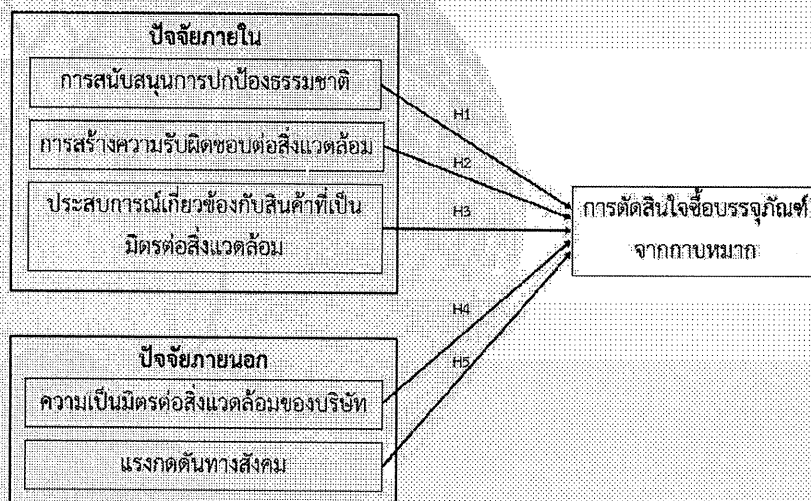 ปัจจัยภายใน
การสนับสนุนการปกป้องธรรมชาติ
การสร้างความรับผิดชอบต่อสิ่งแวดล้อม
ประสบการณ์เกี่ยวข้องกับสินค้าที่เป็น
มิตรต่อสิ่งแวดล้อม
H1
H2
H3
H4
H5
การตัดสินใจซื้อบรรจุภัณฑ์
จากกาบหมาก
ปัจจัยภายนอก
ความเป็นมิตรต่อสิ่งแวดล้อมของบริษัท
แรงกดดันทางสังคม